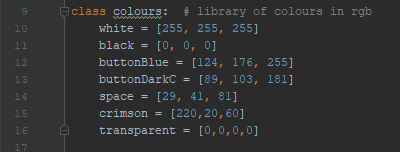 9 class colours:  # library of colours in rgb
10     white = [255, 255, 255]
11     black = [0, 0, 0]
12     buttonBlue = [124, 176, 255]
13     buttonDarkC = [89, 103, 181]
14     space = [29, 41, 81]
15     crimson = [220,20,60]
16     transparent = [0,0,0,0]
17